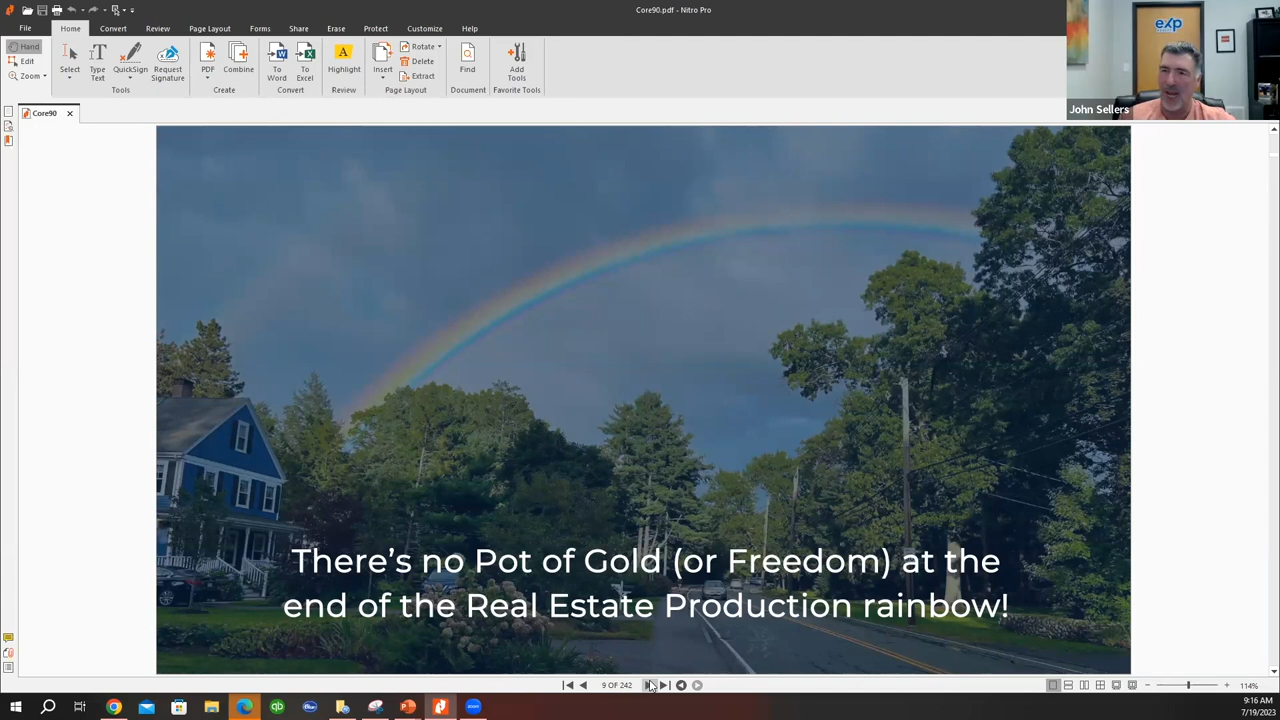 Core90.pdf - Nitro Pro
File
Home
Convert
Review
Page Layout
Forms
Share
Erase
Protect
Customize
Help
Hand
Edit
Zoom
Select
Type Text
QuickSign
Request Signature
Tools
PDF
Combine
Create
To Word
To Excel
Convert
Highlight
Review
Insert
Rotate
Delete
Extract
Page Layout
Find
Document
Add Tools
Favorite Tools
exp
John Sellers
Core90
There's no Pot of Gold (or Freedom) at the
end of the Real Estate Production rainbow!
9 OF 242
114%
9:16 AM
7/19/2023